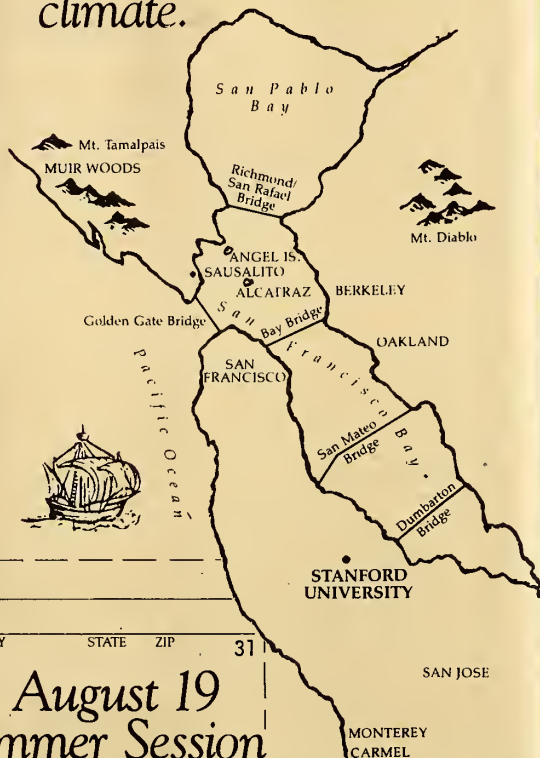 climate.
San Pablo
Bay
Mt. Tamalpais
MUIR WOODS
Richmond/
San Rafael
Bridge
Mt. Diablo
ANGEL IS.
SAUSALITO
ALCATRAZ
BERKELEY
Golden Gate Bridge
Bay Bridge
San Francisco Bay
OAKLAND
SAN
FRANCISCO
Pacific Ocean
San Mateo
Bridge
Dumbarton
Bridge
STANFORD
UNIVERSITY
STATE ZIP
31
SAN JOSE
August 19
mmer Session
MONTEREY
CARMEL